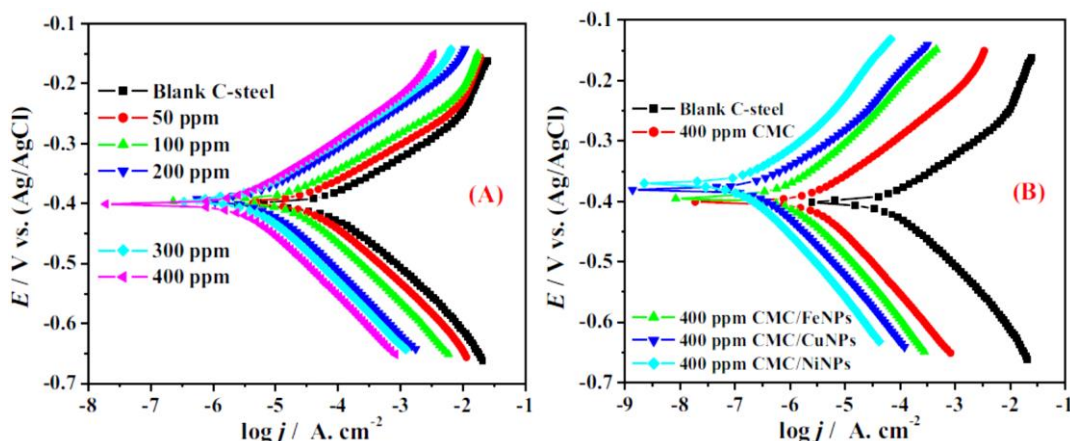 -0.1
-0.2
-0.3
-0.4
-0.5
-0.6
-0.7
E / V vs. (Ag/AgCl)
Blank C-steel
50 ppm
100 ppm
200 ppm
300 ppm
400 ppm
(A)
-8 -7 -6 -5 -4 -3 -2 -1
log j / A. cm-2
-0.1
-0.2
-0.3
-0.4
-0.5
-0.6
-0.7
E / V vs. (Ag/AgCl)
Blank C-steel
400 ppm CMC
(B)
400 ppm CMC/FeNPs
400 ppm CMC/CuNPs
400 ppm CMC/NiNPs
-9 -8 -7 -6 -5 -4 -3 -2 -1
log j / A. cm-2